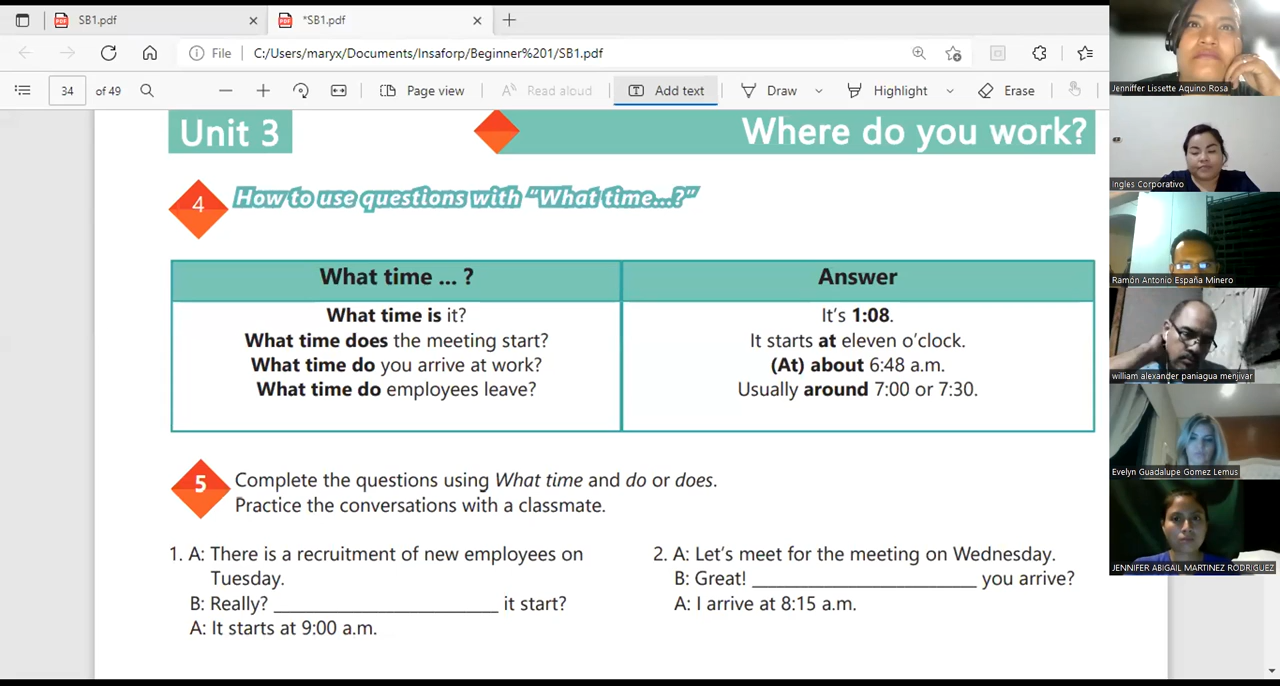 SB1.pdf
*SB1.pdf
File
C:/Users/maryx/Documents/Insaforp/Beginner%201/SB1.pdf
34 of 49
Page view
Read aloud
Add text
Draw
Highlight
Erase
Unit 3
Where do you work?
4
How to use questions with “What time...?”
What time ... ?
Answer
What time is it?
It's 1:08.
What time does the meeting start?
It starts at eleven o'clock.
What time do you arrive at work?
(At) about 6:48 a.m.
What time do employees leave?
Usually around 7:00 or 7:30.
5
Complete the questions using What time and do or does.
Practice the conversations with a classmate.
1. A: There is a recruitment of new employees on
Tuesday.
B: Really? ________________________ it start?
A: It starts at 9:00 a.m.
2. A: Let's meet for the meeting on Wednesday.
B: Great! ________________________ you arrive?
A: I arrive at 8:15 a.m.
Jenniffer Lissette Aquino Rosa
Ingles Corporativo
Ramón Antonio España Minero
william alexander paniagua menjivar
Evelyn Guadalupe Gomez Lemus
JENNIFER ABIGAIL MARTINEZ RODRIGUEZ